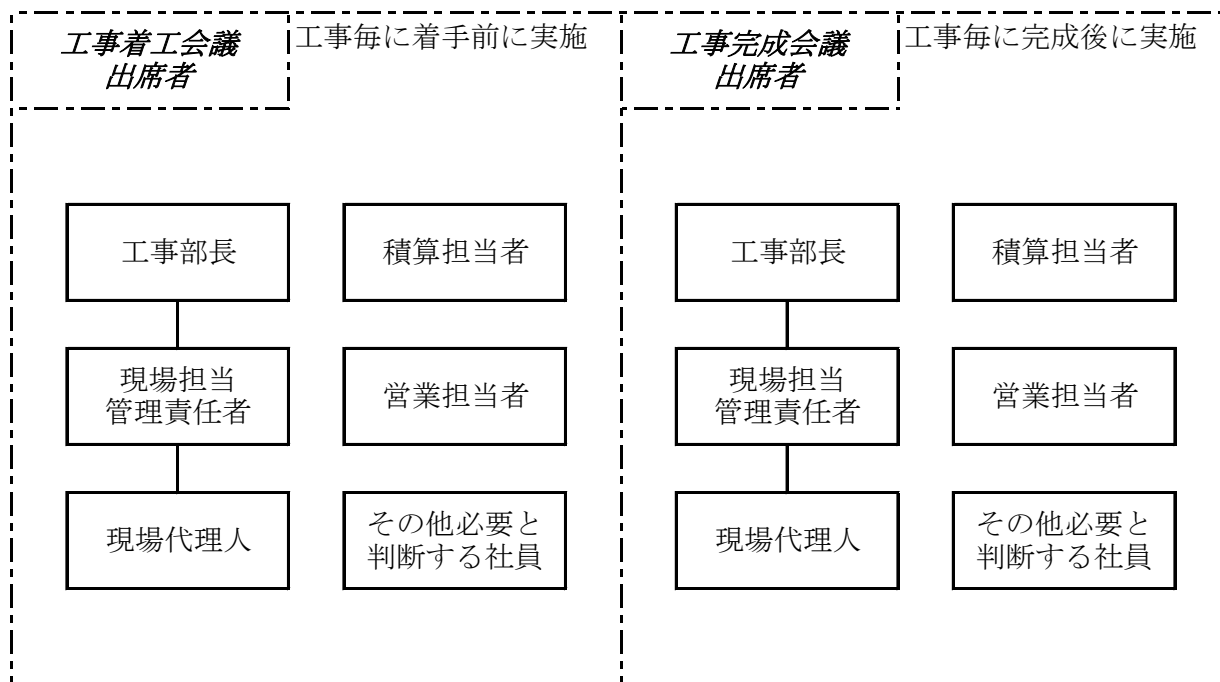 工事着工会議
出席者
工事毎に着手前に実施
工事部長
積算担当者
現場担当
管理責任者
営業担当者
現場代理人
その他必要と
判断する社員
工事完成会議
出席者
工事毎に完成後に実施
工事部長
積算担当者
現場担当
管理責任者
営業担当者
現場代理人
その他必要と
判断する社員